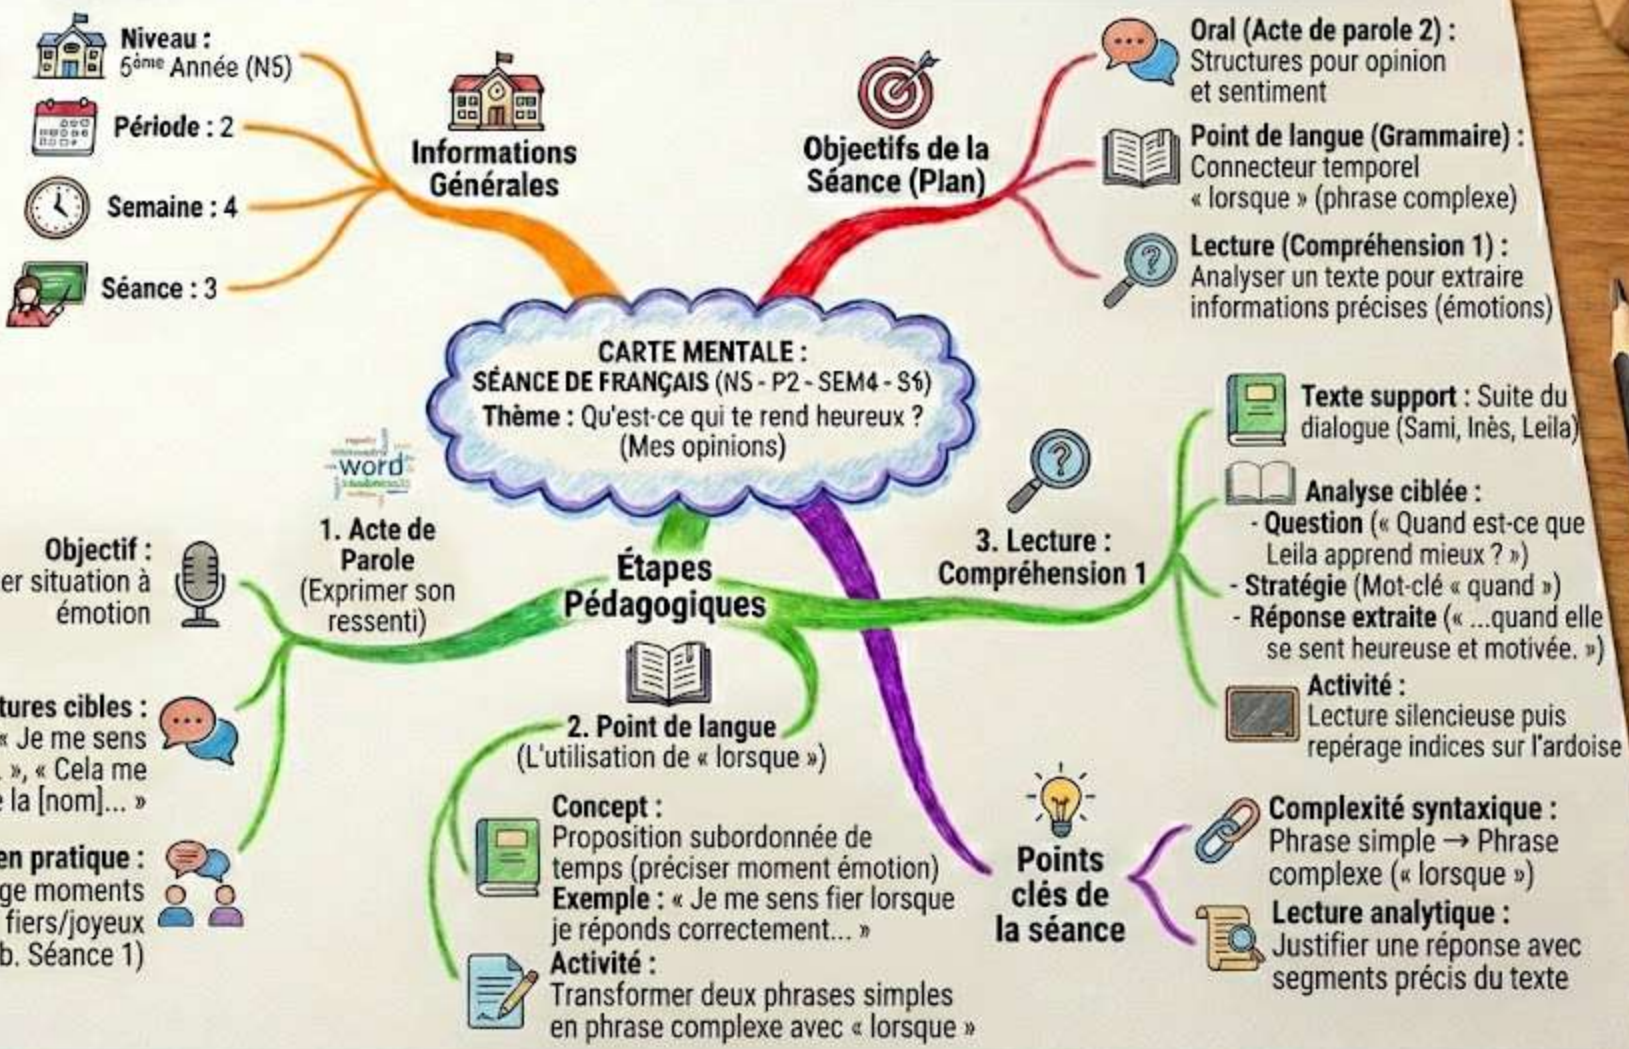 Niveau :
5ème Année (N5)
Période : 2
Semaine : 4
Séance : 3
Informations
Générales
Objectifs de la
Séance (Plan)
Oral (Acte de parole 2) :
Structures pour opinion
et sentiment
Point de langue (Grammaire) :
Connecteur temporel
« lorsque » (phrase complexe)
Lecture (Compréhension 1) :
Analyser un texte pour extraire
informations précises (émotions)
CARTE MENTALE :
SÉANCE DE FRANÇAIS (N5 - P2 - SEM4 -
Thème : Qu'est-ce qui te rend heureux ?
(Mes opinions)
word
1. Acte de
Parole
(Exprimer son
ressenti)
Objectif :
er situation à
émotion
tures cibles :
« Je me sens
. », « Cela me
la [nom]... »
en pratique :
ge moments
fiers/joyeux
b. Séance 1)
Étapes
Pédagogiques
2. Point de langue
(L'utilisation de « lorsque »)
Concept :
Proposition subordonnée de
temps (préciser moment émotion)
Exemple : « Je me sens fier lorsque
je réponds correctement... »
Activité :
Transformer deux phrases simples
en phrase complexe avec « lorsque »
3. Lecture :
Compréhension 1
Texte support : Suite du
dialogue (Sami, Inès, Leila)
Analyse ciblée :
- Question (« Quand est-ce que
Leila apprend mieux ? »)
- Stratégie (Mot-clé « quand »)
- Réponse extraite (« ...quand elle
se sent heureuse et motivée. »)
Activité :
Lecture silencieuse puis
repérage indices sur l'ardoise
Points
clés de
la séance
Complexité syntaxique :
Phrase simple → Phrase
complexe (« lorsque »)
Lecture analytique :
Justifier une réponse avec
segments précis du texte